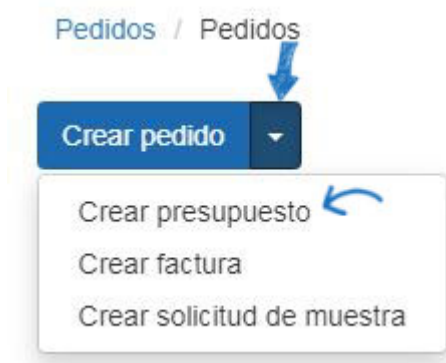 Pedidos / Pedidos
Crear pedido
Crear presupuesto
Crear factura
Crear solicitud de muestra